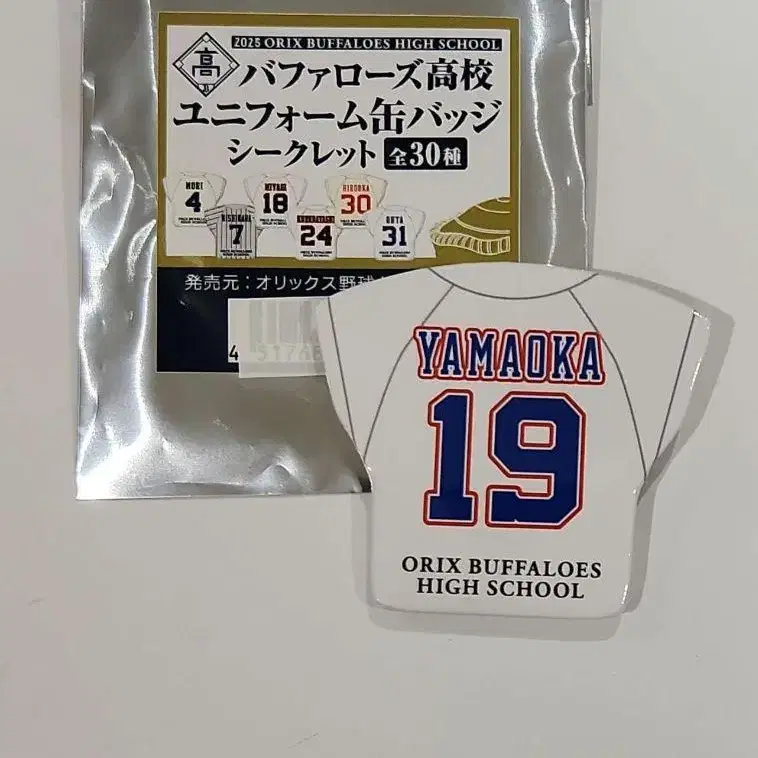 2025 ORIX BUFFALOES HIGH SCHOOL
高
バファローズ高校
ユニフォーム缶バッジ
シークレット 全30種
MORI
4
MIYAGI
18
HIROOKA
30
7
24
OHTA
31
発売元:オリックス野球
4
YAMAOKA
19
ORIX BUFFALOES
HIGH SCHOOL